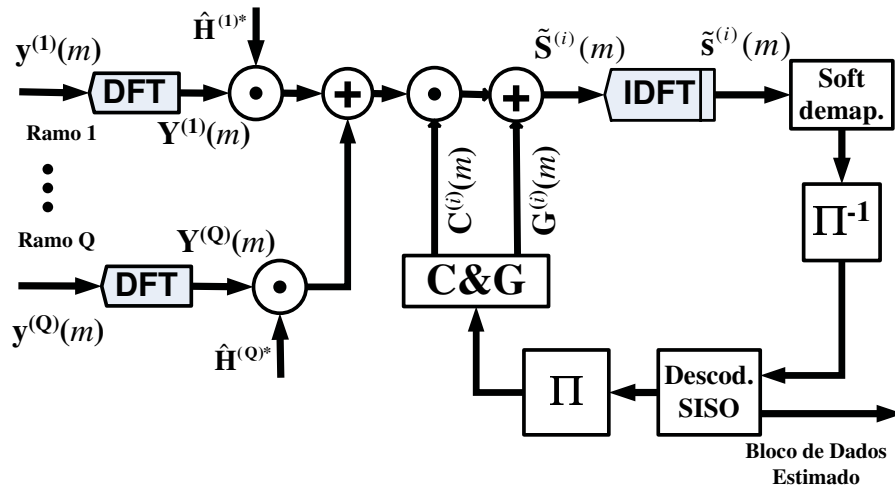 Ĥ⁽¹⁾*
y⁽¹⁾(m)
DFT
Y⁽¹⁾(m)
Ramo 1
S̃⁽ⁱ⁾(m)
IDFT
s̃⁽ⁱ⁾(m)
Soft
demap.
C⁽ⁱ⁾(m)
G⁽ⁱ⁾(m)
Π⁻¹
Ramo Q
Y⁽Q⁾(m)
DFT
y⁽Q⁾(m)
Ĥ⁽Q⁾*
C&G
Π
Descod.
SISO
Bloco de Dados
Estimado